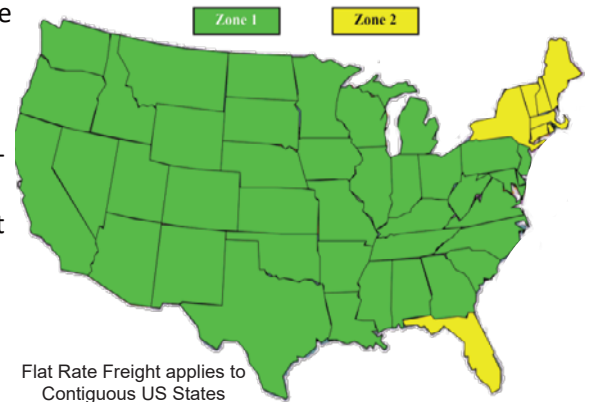 e
Zone 1
Zone 2
-
t
Flat Rate Freight applies to
Contiguous US States